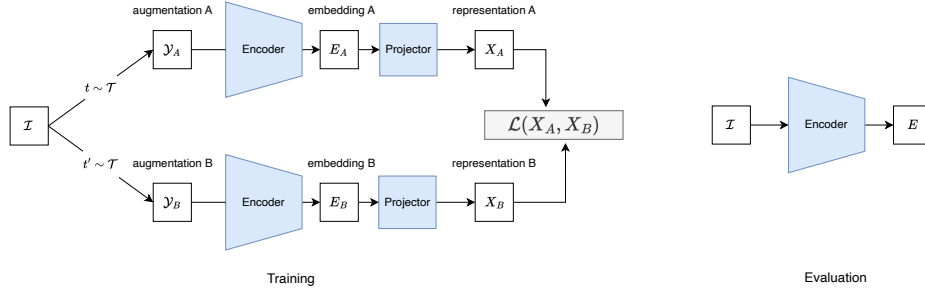 augmentation A
embedding A
representation A
𝒴_A
Encoder
E_A
Projector
X_A
t ∼ 𝒯
ℐ
ℒ(X_A, X_B)
t′ ∼ 𝒯
augmentation B
embedding B
representation B
𝒴_B
Encoder
E_B
Projector
X_B
Training
ℐ
Encoder
E
Evaluation